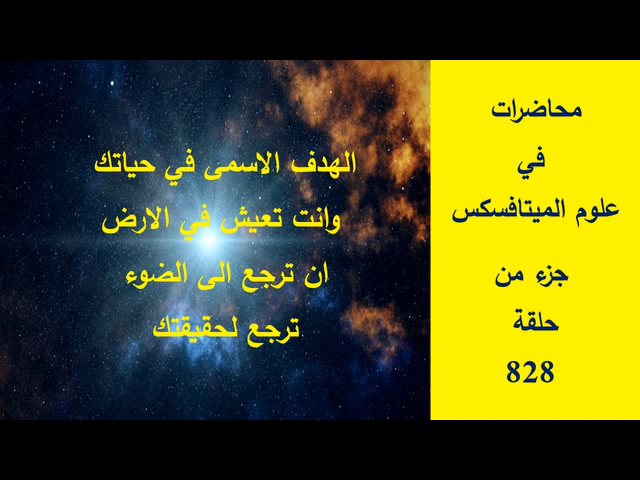 محاضرات
في
علوم الميتافسكس
جزء من
حلقة
828
الهدف الاسمى في حياتك
وانت تعيش في الارض
ان ترجع الى الضوء
ترجع لحقيقتك